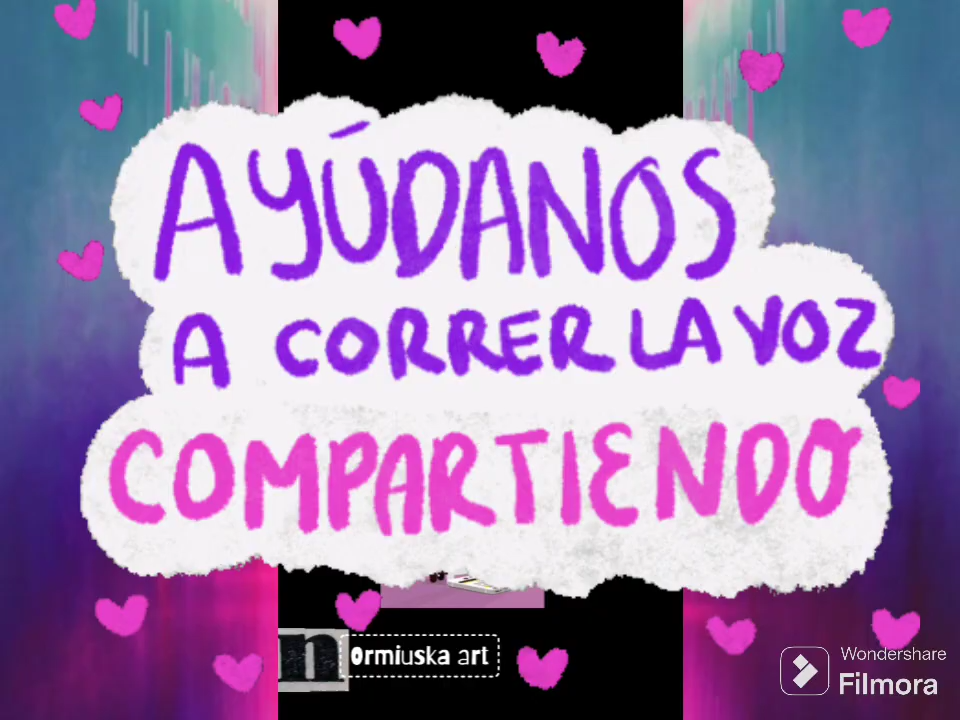 AYÚDANOS
A CORRER LA VOZ
COMPARTIENDO
normiuska art
Wondershare
Filmora